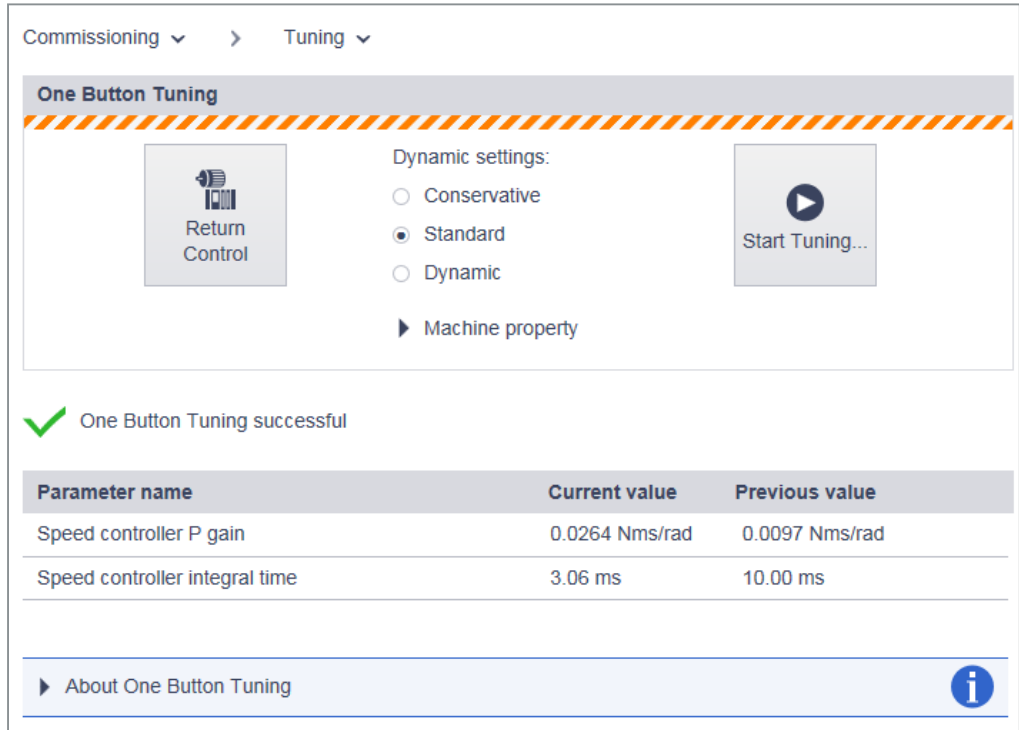 Commissioning > Tuning
One Button Tuning
Return
Control
Dynamic settings:
Conservative
Standard
Dynamic
Machine property
Start Tuning...
One Button Tuning successful
Parameter name Current value Previous value
Speed controller P gain 0.0264 Nms/rad 0.0097 Nms/rad
Speed controller integral time 3.06 ms 10.00 ms
About One Button Tuning
i